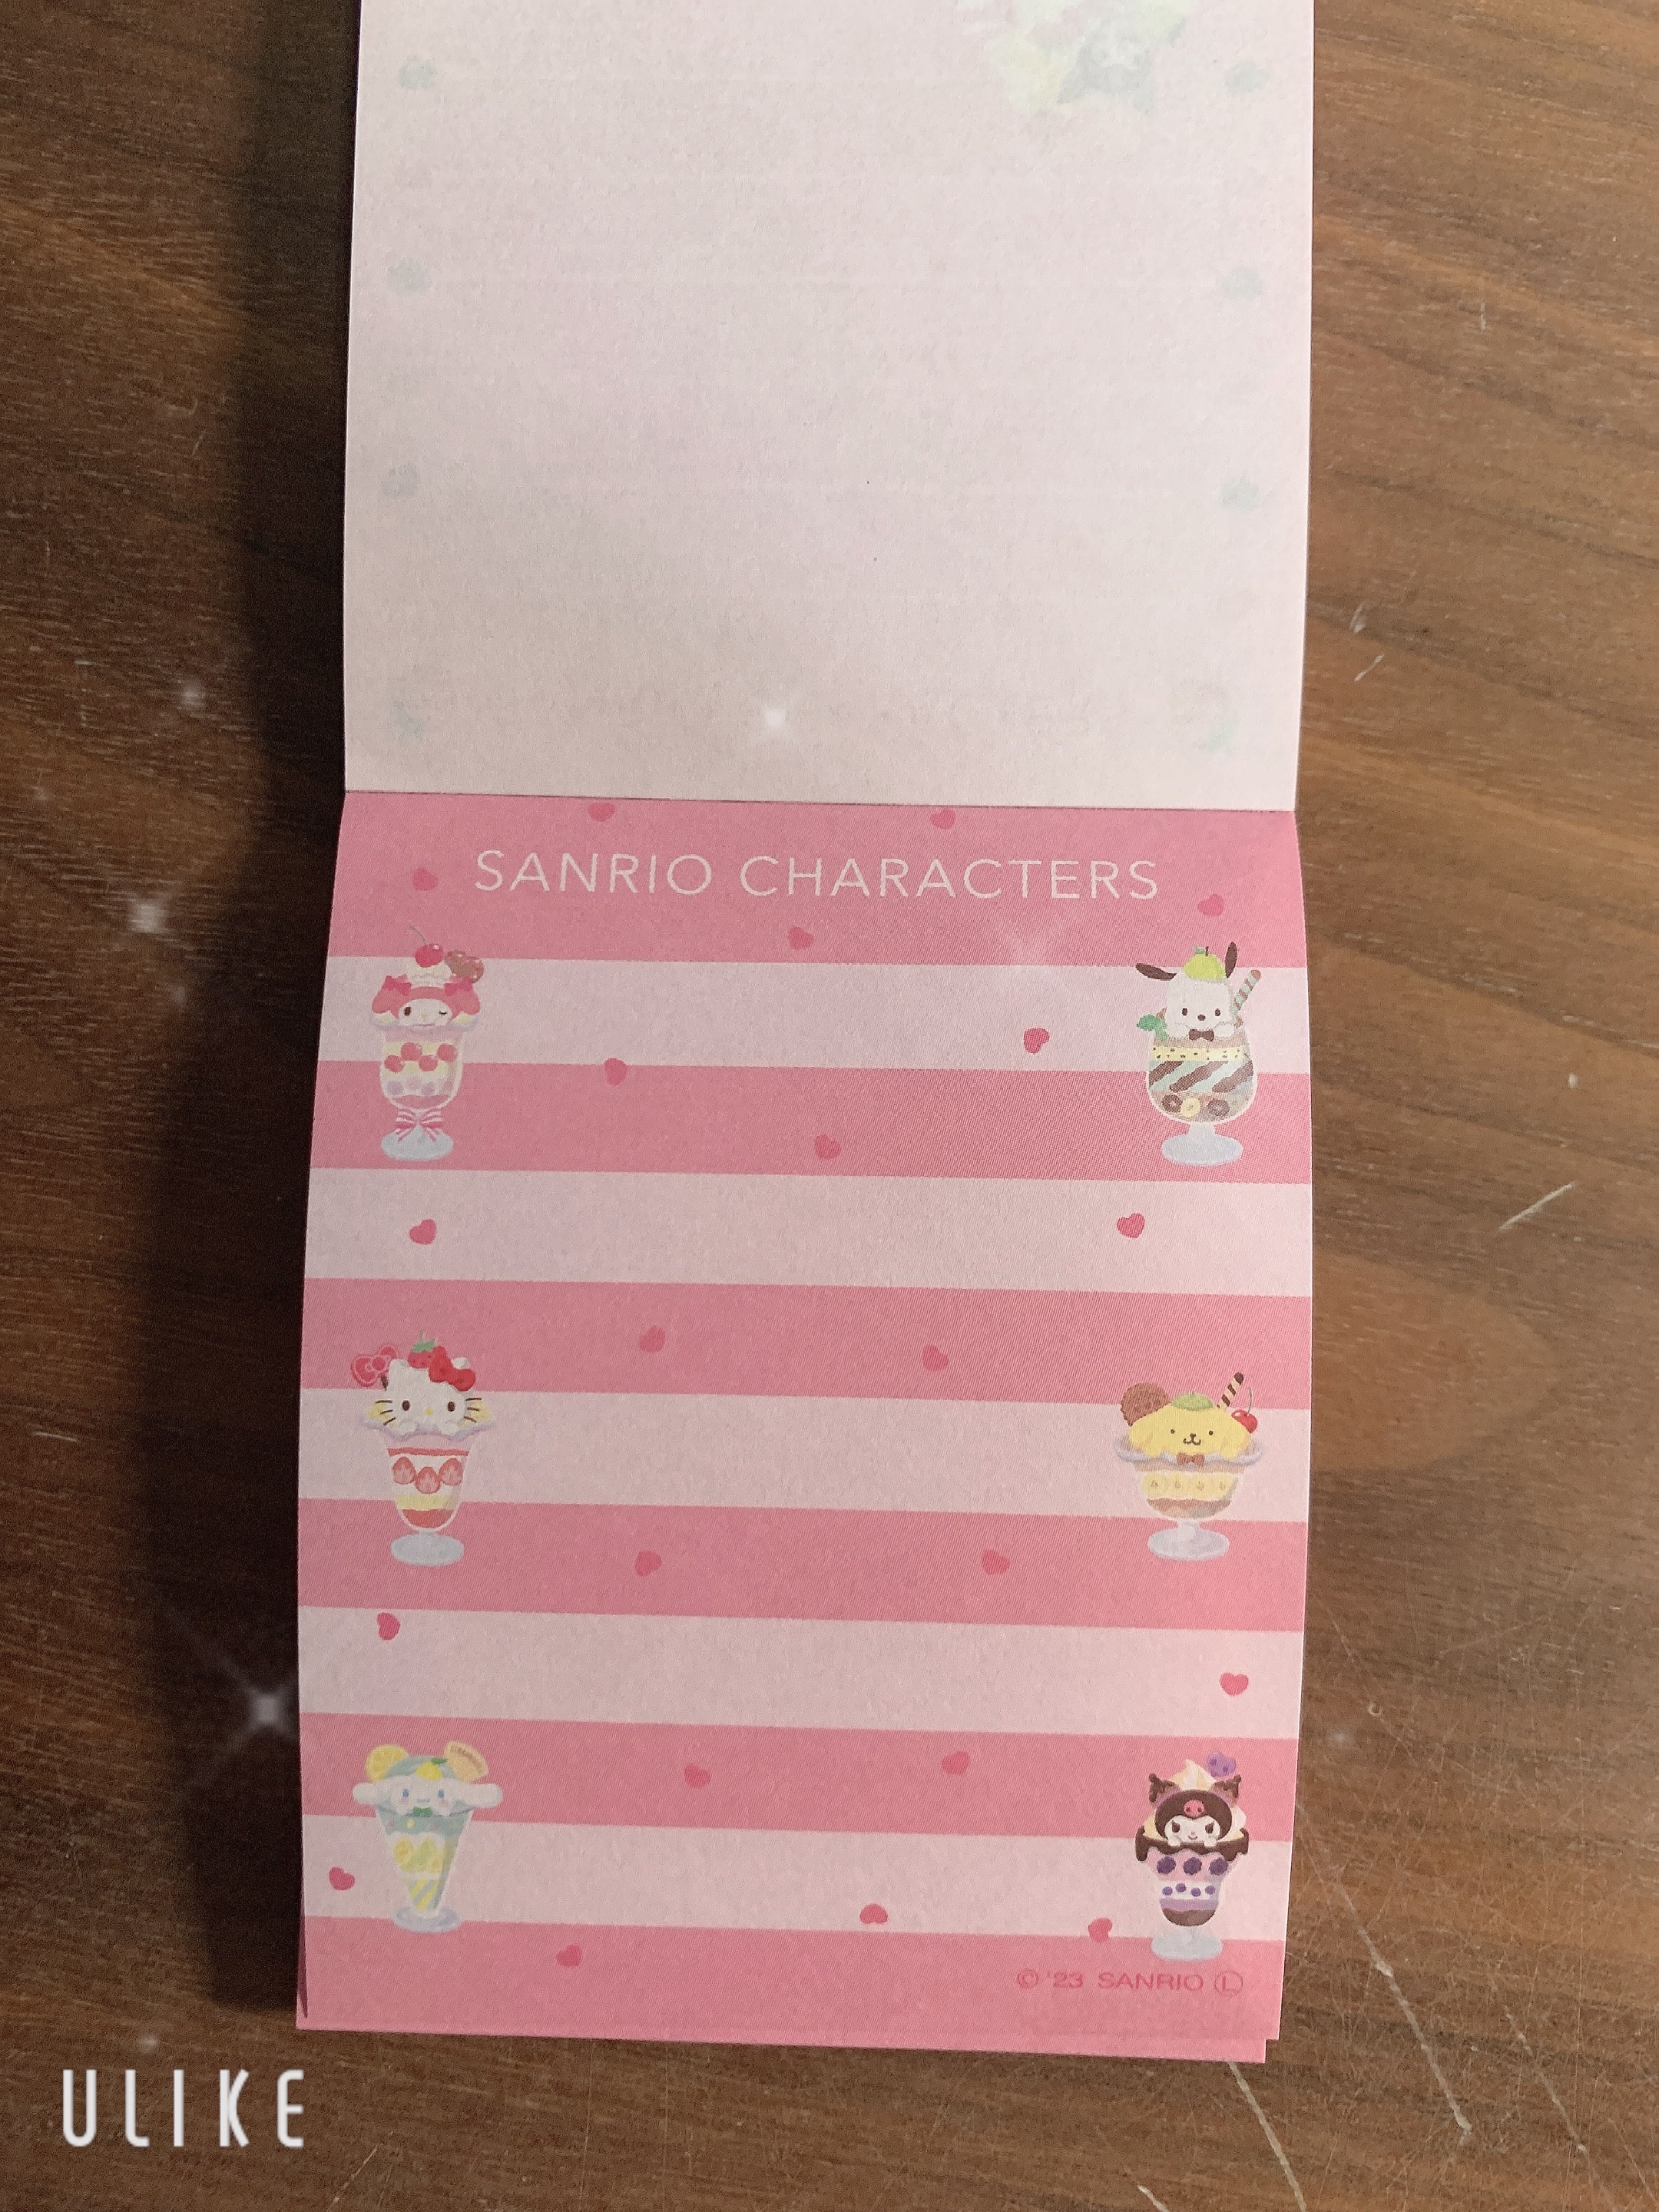 SANRIO CHARACTERS
© '23 SANRIO Ⓛ
ULIKE